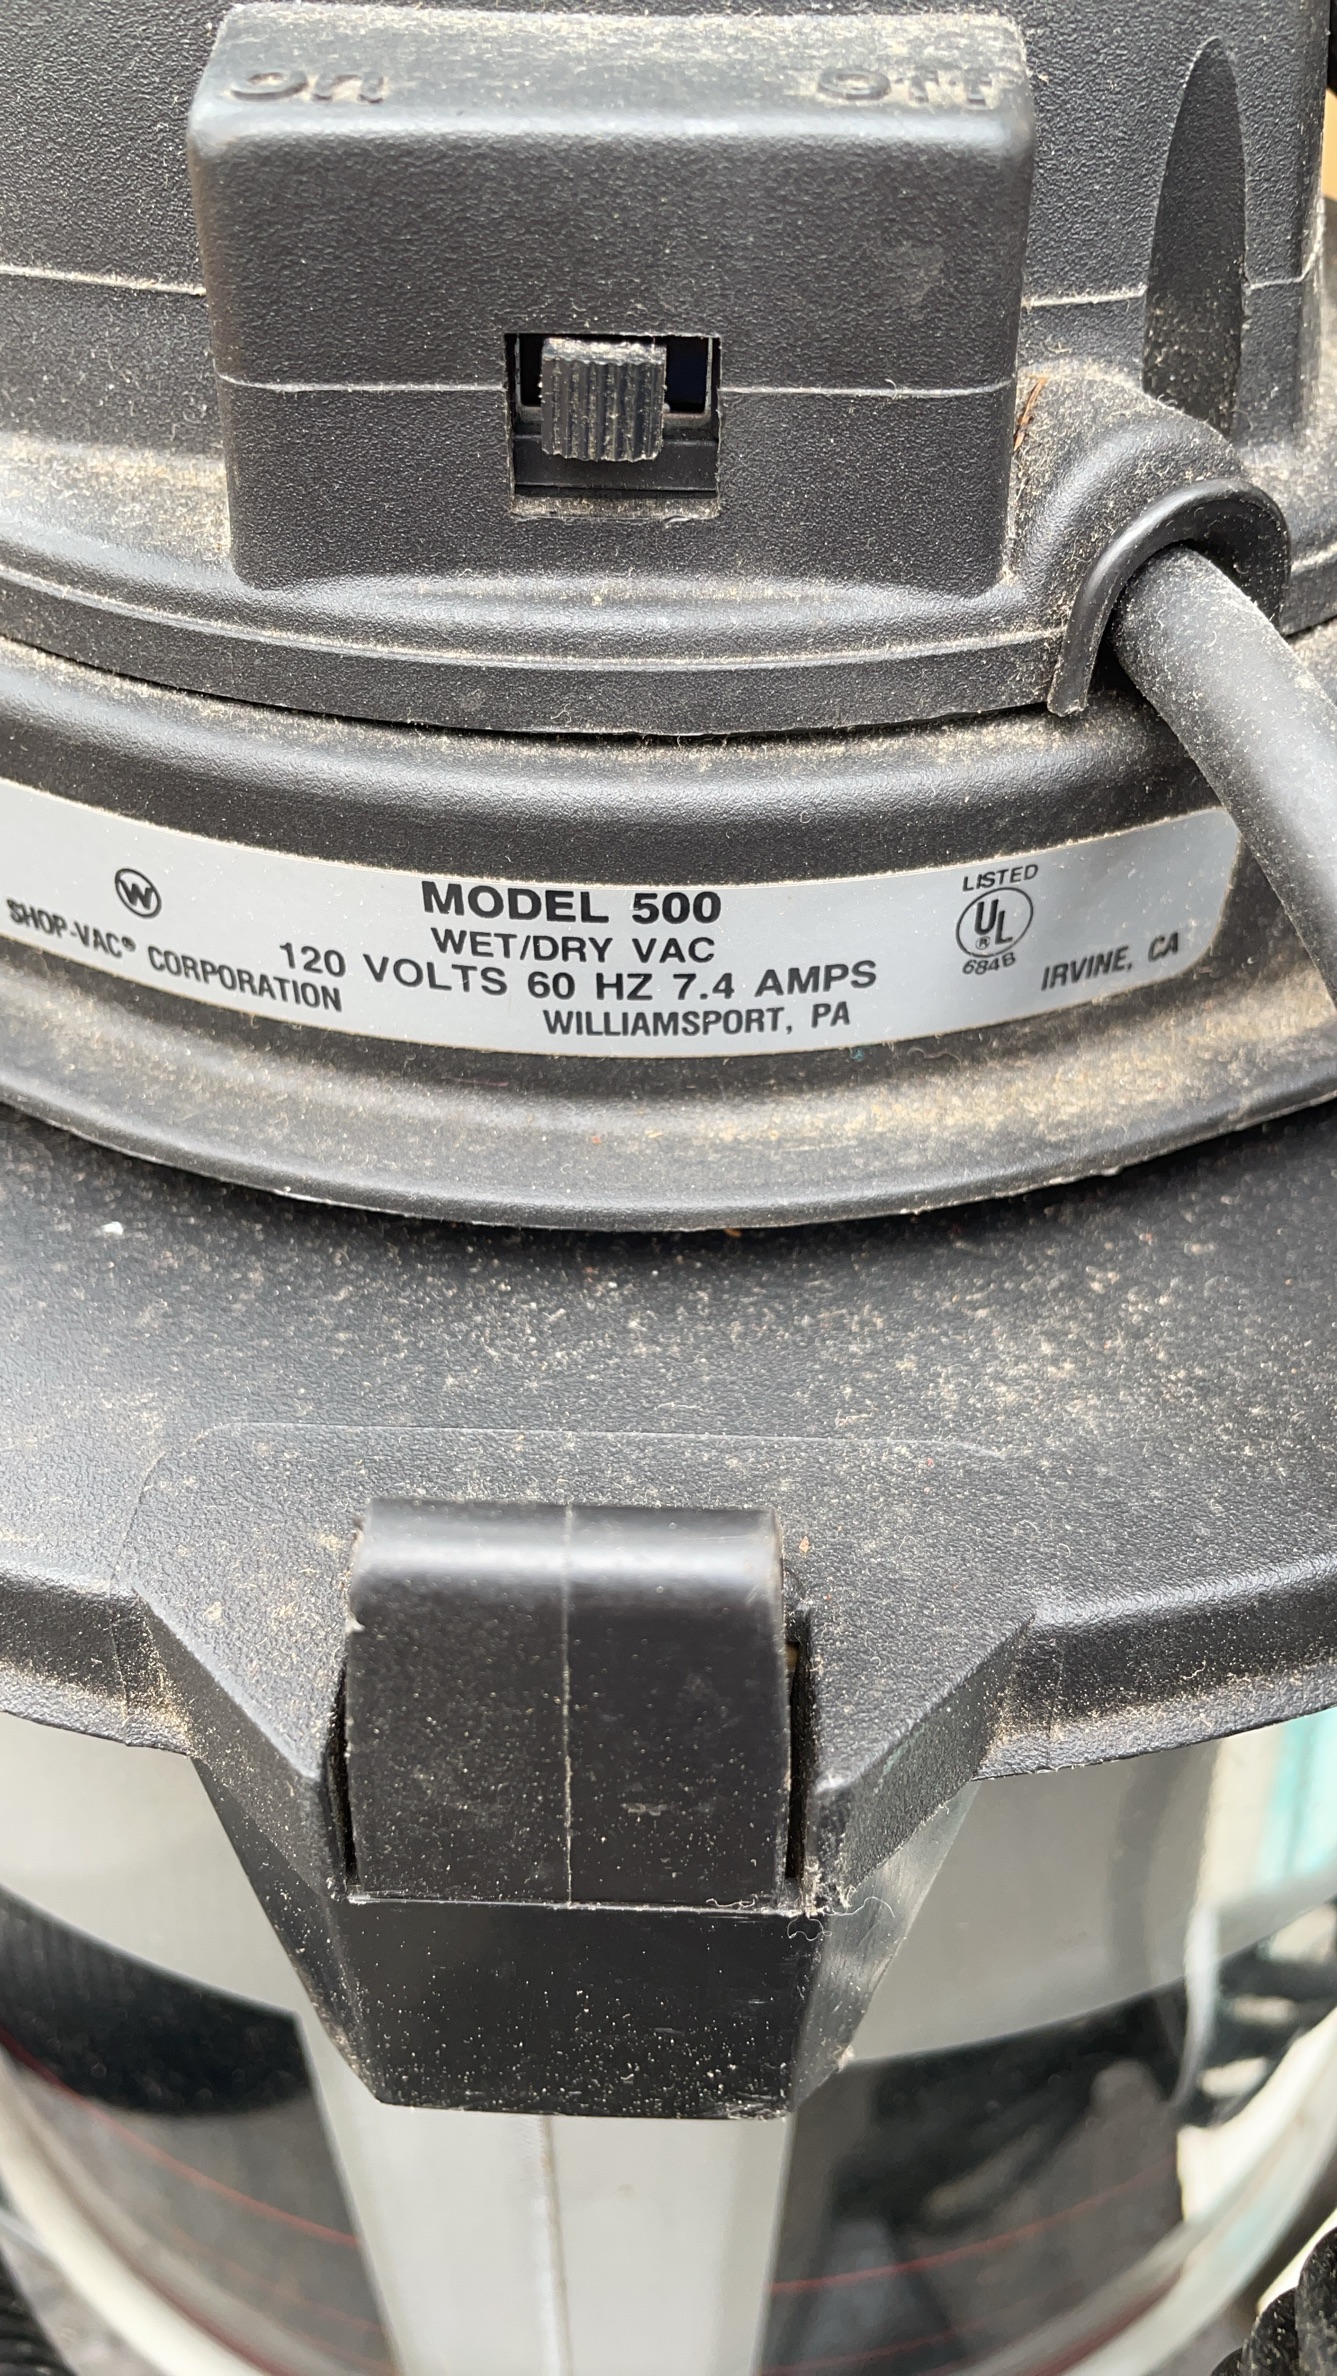 On Off
W
SHOP-VAC® CORPORATION
MODEL 500
WET/DRY VAC
120 VOLTS 60 HZ 7.4 AMPS
WILLIAMSPORT, PA
LISTED
UL
®
684B
IRVINE, CA